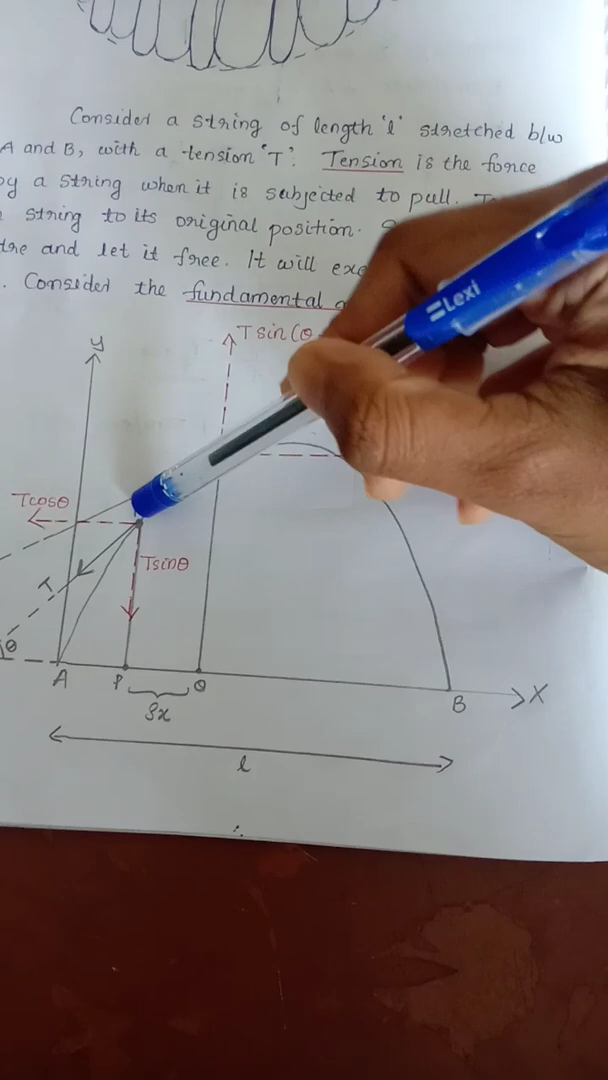 Consider a string of length 'l' stretched b/w
A and B, with a tension 'T'. Tension is the force
by a string when it is subjected to pull.
string to its original position.
and let it free. It will
. Consider the fundamental
y
T sin (θ
Lexi
Tcosθ
Tsinθ
T
θ
A P Q B X
δx
l